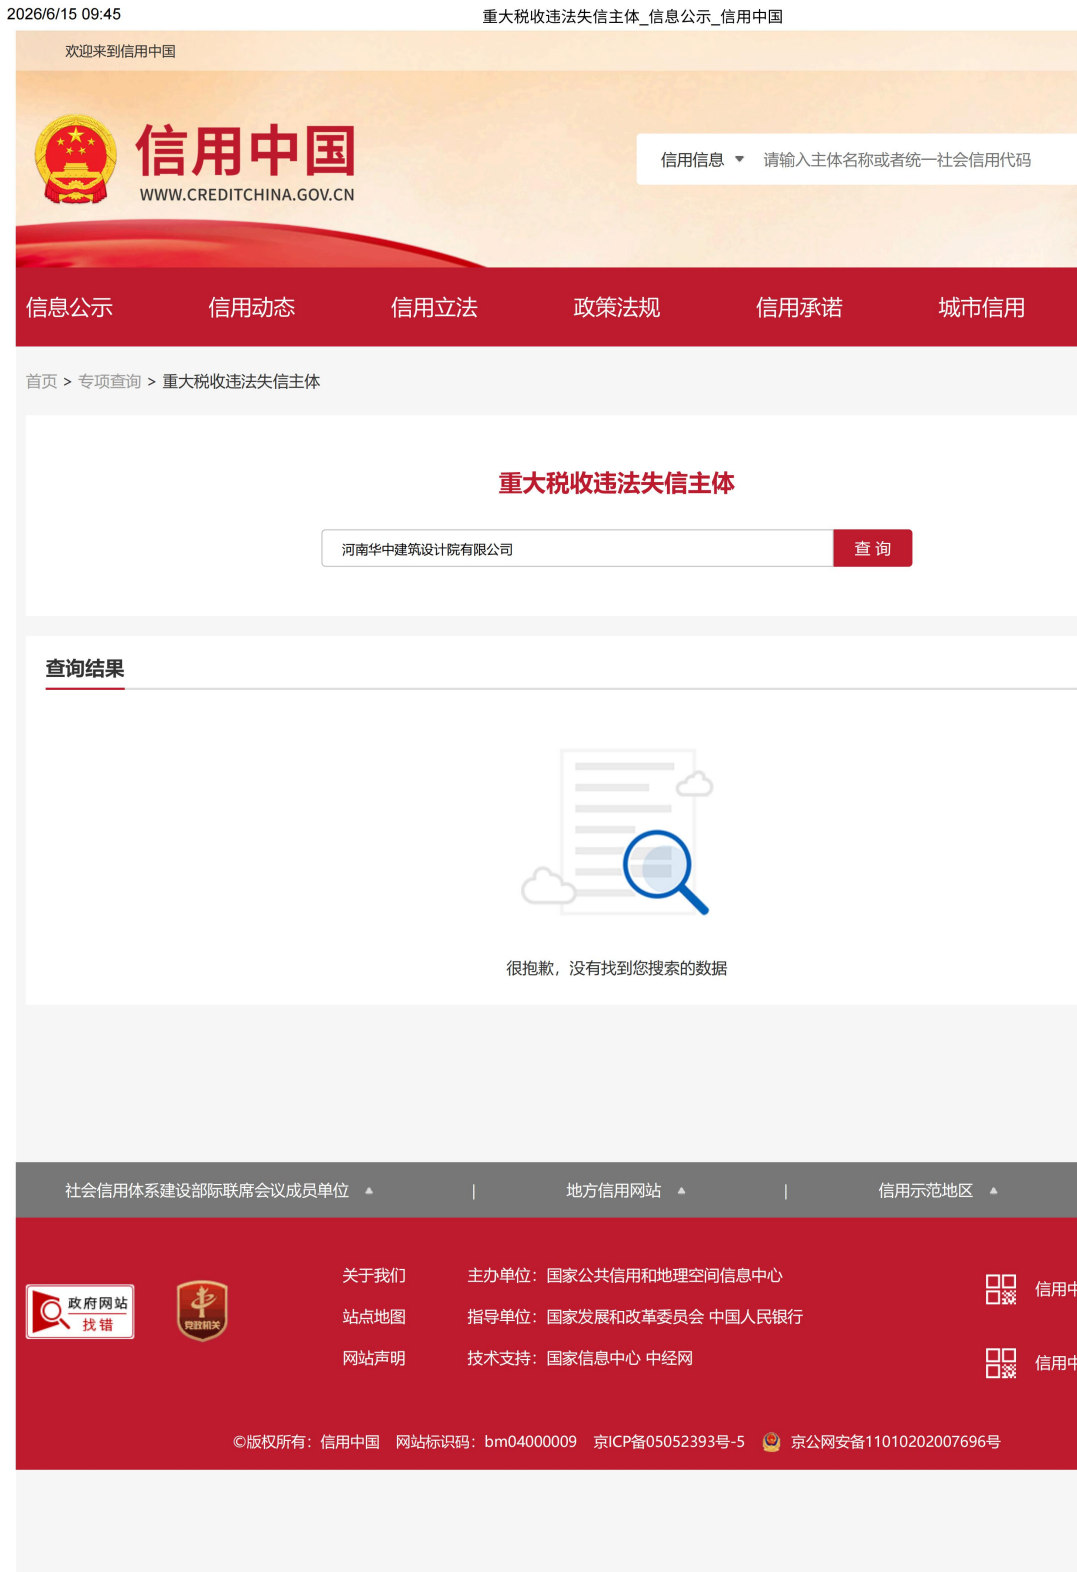 2026/6/15 09:45
重大税收违法失信主体_信息公示_信用中国
欢迎来到信用中国
信用中国
WWW.CREDITCHINA.GOV.CN
信用信息
请输入主体名称或者统一社会信用代码
信息公示 信用动态 信用立法 政策法规 信用承诺 城市信用
首页 > 专项查询 > 重大税收违法失信主体
重大税收违法失信主体
河南华中建筑设计院有限公司
查 询
查询结果
很抱歉，没有找到您搜索的数据
社会信用体系建设部际联席会议成员单位 | 地方信用网站 | 信用示范地区
政府网站
找错
党政机关
关于我们
站点地图
网站声明
主办单位：国家公共信用和地理空间信息中心
指导单位：国家发展和改革委员会 中国人民银行
技术支持：国家信息中心 中经网
信用中
信用中
©版权所有：信用中国 网站标识码：bm04000009 京ICP备05052393号-5 京公网安备11010202007696号